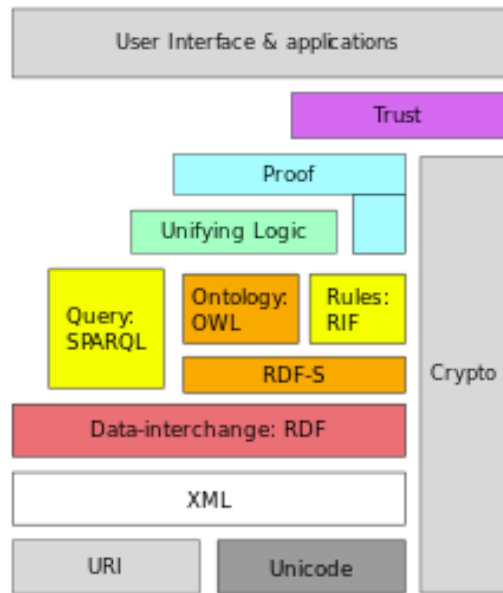 User Interface & applications
Trust
Proof
Unifying Logic
Query:
SPARQL
Ontology:
OWL
Rules:
RIF
RDF-S
Crypto
Data-interchange: RDF
XML
URI
Unicode